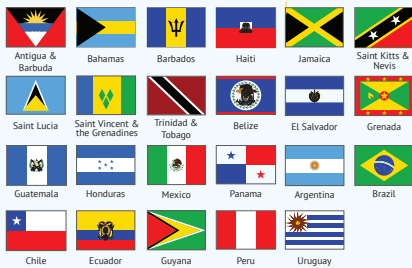 Antigua &
Barbuda
Bahamas
Barbados
Haiti
Jamaica
Saint Kitts &
Nevis
Saint Lucia
Saint Vincent &
the Grenadines
Trinidad &
Tobago
Belize
El Salvador
Grenada
Guatemala
Honduras
Mexico
Panama
Argentina
Brazil
Chile
Ecuador
Guyana
Peru
Uruguay